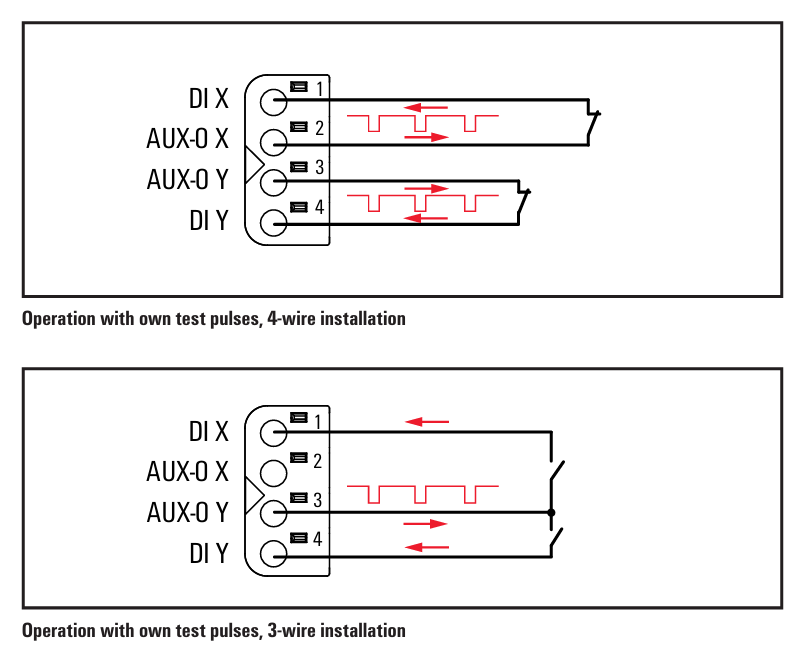 DI X 1
AUX-O X 2
AUX-O Y 3
DI Y 4
Operation with own test pulses, 4-wire installation
DI X 1
AUX-O X 2
AUX-O Y 3
DI Y 4
Operation with own test pulses, 3-wire installation